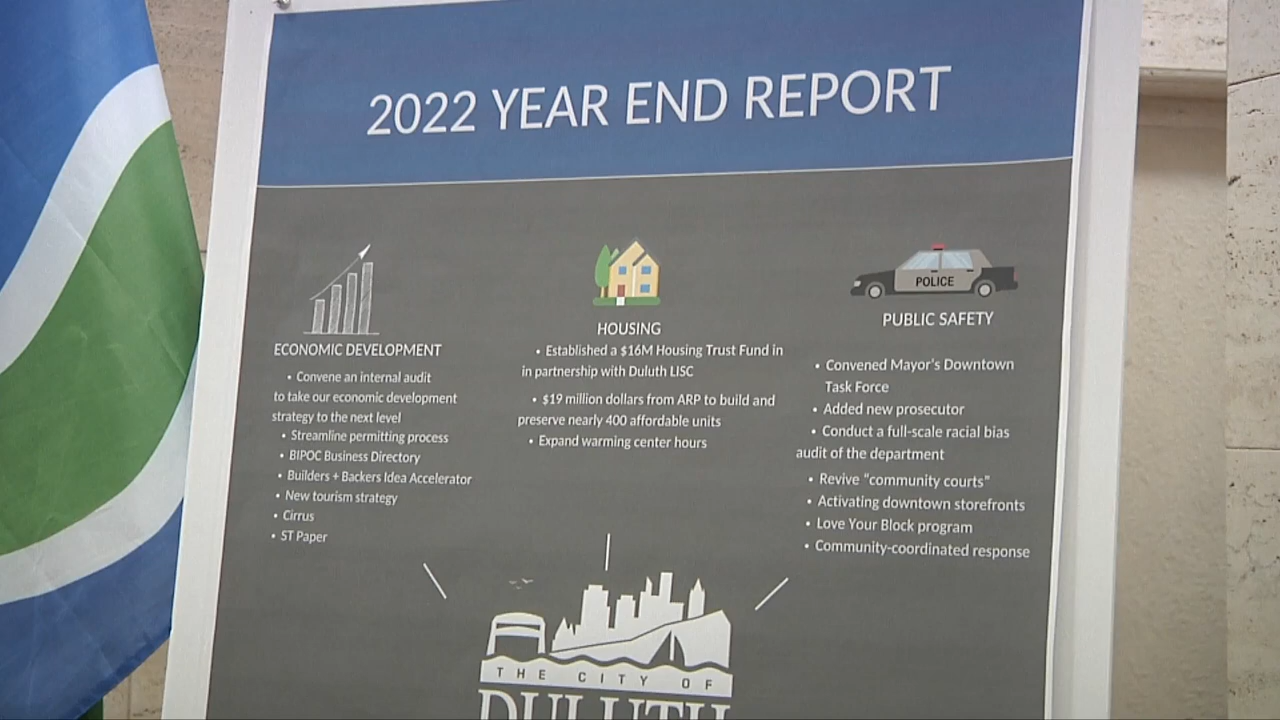 2022 YEAR END REPORT
ECONOMIC DEVELOPMENT
• Convene an internal audit
to take our economic development
strategy to the next level
• Streamline permitting process
• BIPOC Business Directory
• Builders + Backers Idea Accelerator
• New tourism strategy
• Cirrus
• ST Paper
HOUSING
• Established a $16M Housing Trust Fund in
in partnership with Duluth LISC
• $19 million dollars from ARP to build and
preserve nearly 400 affordable units
• Expand warming center hours
POLICE
PUBLIC SAFETY
• Convened Mayor's Downtown
Task Force
• Added new prosecutor
• Conduct a full-scale racial bias
audit of the department
• Revive "community courts"
• Activating downtown storefronts
• Love Your Block program
• Community-coordinated response
THE CITY OF
DULUTH